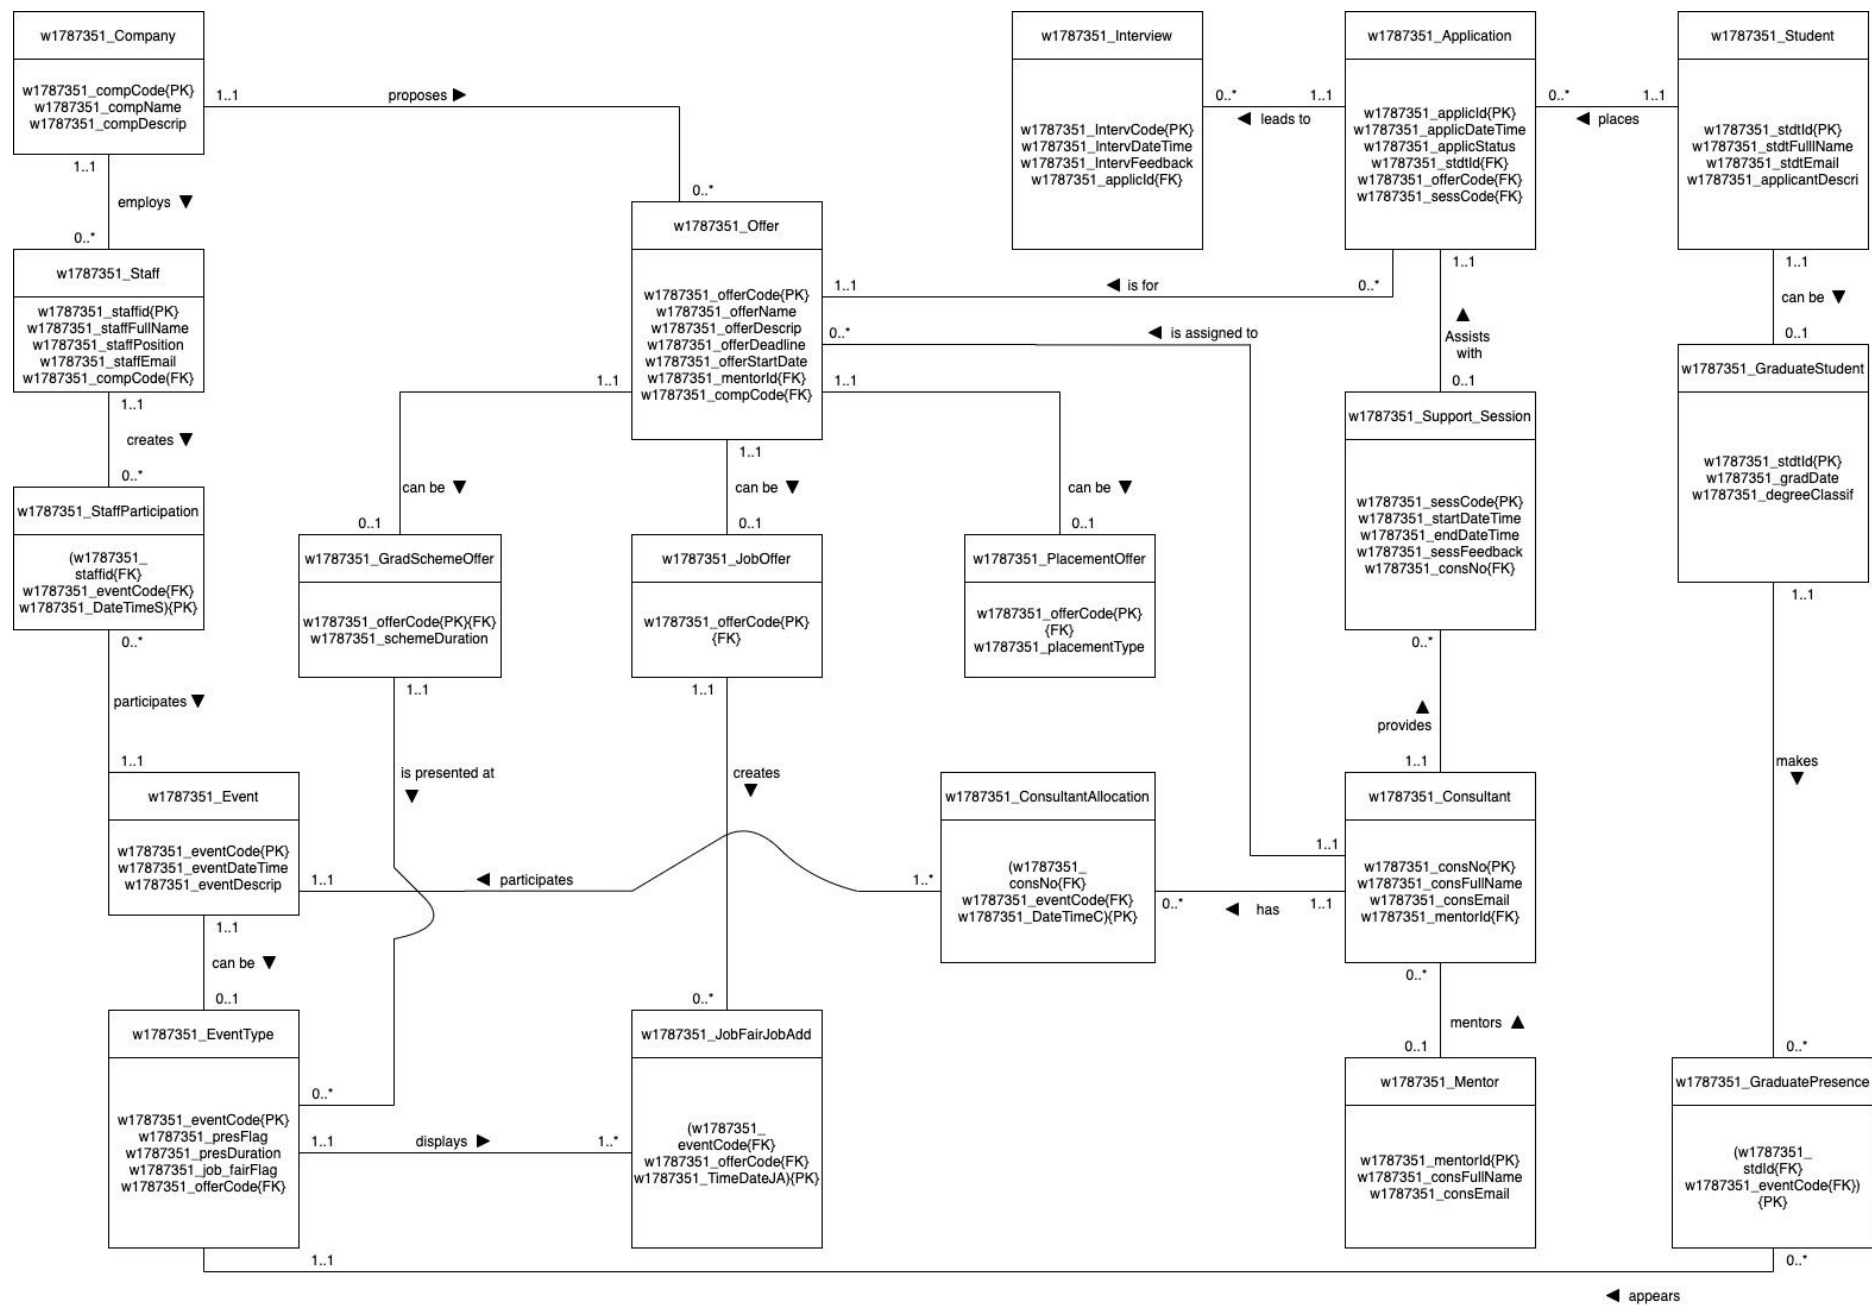 w1787351_Company
w1787351_compCode{PK}
w1787351_compName
w1787351_compDescrip
1..1
proposes
0..*
1..1
employs
0..*
w1787351_Staff
w1787351_staffid{PK}
w1787351_staffFullName
w1787351_staffPosition
w1787351_staffEmail
w1787351_compCode{FK}
1..1
creates
0..*
w1787351_StaffParticipation
(w1787351_
staffid{FK}
w1787351_eventCode{FK}
w1787351_DateTimeS){PK}
0..*
participates
1..1
w1787351_Event
w1787351_eventCode{PK}
w1787351_eventDateTime
w1787351_eventDescrip
1..1
participates
1..*
1..1
can be
0..1
w1787351_EventType
w1787351_eventCode{PK}
w1787351_presFlag
w1787351_presDuration
w1787351_job_fairFlag
w1787351_offerCode{FK}
0..*
1..1
displays
1..*
1..1
w1787351_Offer
w1787351_offerCode{PK}
w1787351_offerName
w1787351_offerDescrip
w1787351_offerDeadline
w1787351_offerStartDate
w1787351_mentorId{FK}
w1787351_compCode{FK}
1..1
is for
0..*
0..*
is assigned to
1..1
1..1
1..1
1..1
can be
can be
can be
0..1
0..1
0..1
w1787351_GradSchemeOffer
w1787351_offerCode{PK}{FK}
w1787351_schemeDuration
1..1
is presented at
w1787351_JobOffer
w1787351_offerCode{PK}
{FK}
1..1
creates
0..*
w1787351_PlacementOffer
w1787351_offerCode{PK}
{FK}
w1787351_placementType
w1787351_JobFairJobAdd
(w1787351_
eventCode{FK}
w1787351_offerCode{FK}
w1787351_TimeDateJA){PK}
w1787351_Interview
w1787351_IntervCode{PK}
w1787351_IntervDateTime
w1787351_IntervFeedback
w1787351_applicId{FK}
0..*
1..1
leads to
w1787351_Application
w1787351_applicId{PK}
w1787351_applicDateTime
w1787351_applicStatus
w1787351_stdtId{FK}
w1787351_offerCode{FK}
w1787351_sessCode{FK}
0..*
1..1
places
w1787351_Student
w1787351_stdtId{PK}
w1787351_stdtFulllName
w1787351_stdtEmail
w1787351_applicantDescri
1..1
Assists
with
0..1
w1787351_Support_Session
w1787351_sessCode{PK}
w1787351_startDateTime
w1787351_endDateTime
w1787351_sessFeedback
w1787351_consNo{FK}
0..*
provides
1..1
w1787351_Consultant
w1787351_consNo{PK}
w1787351_consFullName
w1787351_consEmail
w1787351_mentorId{FK}
w1787351_ConsultantAllocation
(w1787351_
consNo{FK}
w1787351_eventCode{FK}
w1787351_DateTimeC){PK}
0..*
has
1..1
0..*
mentors
0..1
w1787351_Mentor
w1787351_mentorId{PK}
w1787351_consFullName
w1787351_consEmail
1..1
can be
0..1
w1787351_GraduateStudent
w1787351_stdtId{PK}
w1787351_gradDate
w1787351_degreeClassif
1..1
makes
0..*
w1787351_GraduatePresence
(w1787351_
stdId{FK}
w1787351_eventCode{FK})
{PK}
0..*
appears